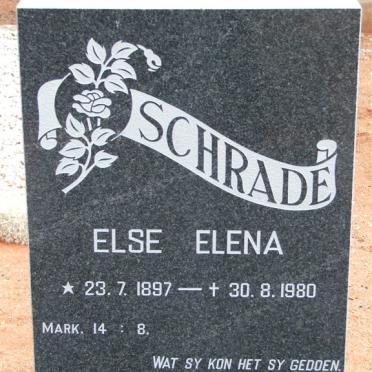 SCHRADE
ELSE ELENA
* 23. 7. 1897 — † 30. 8. 1980
MARK. 14 : 8.
WAT SY KON HET SY GEDOEN.